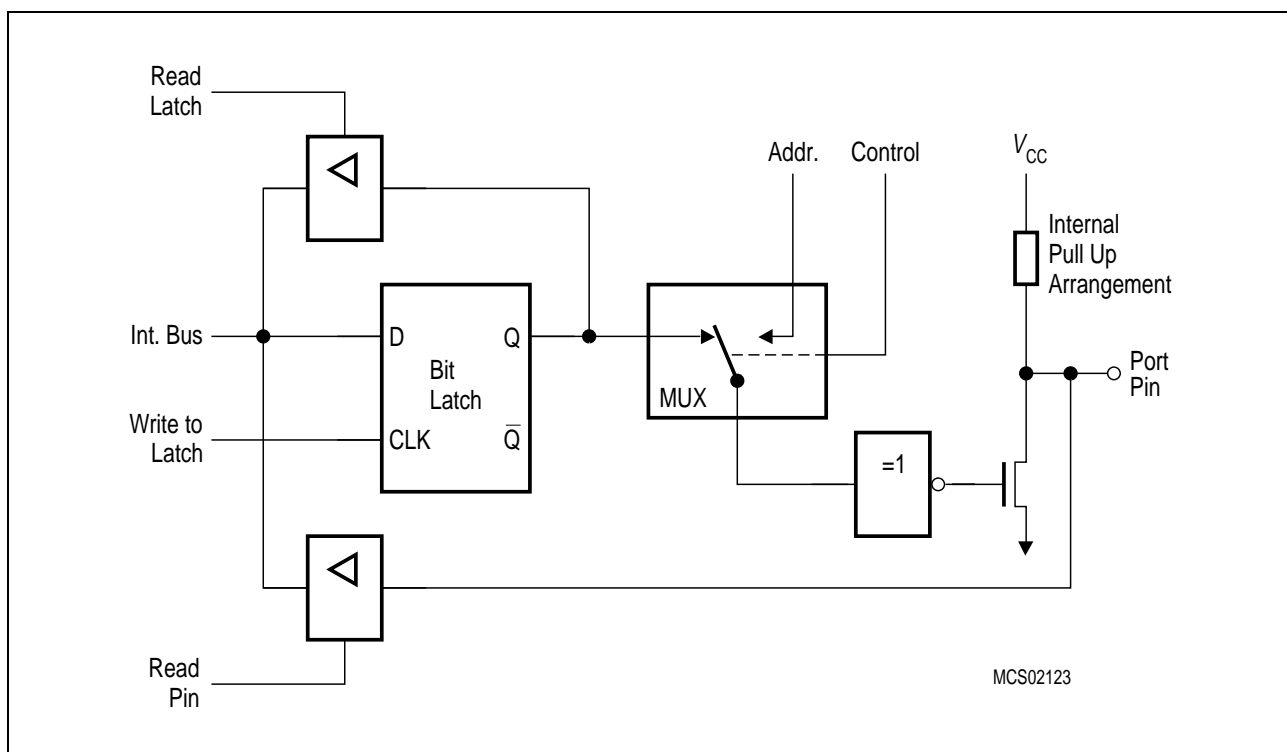 Read
Latch
Addr.
Control
VCC
Internal
Pull Up
Arrangement
Int. Bus
D
Q
Bit
Latch
MUX
Port
Pin
Write to
Latch
CLK
Q̅
=1
Read
Pin
MCS02123